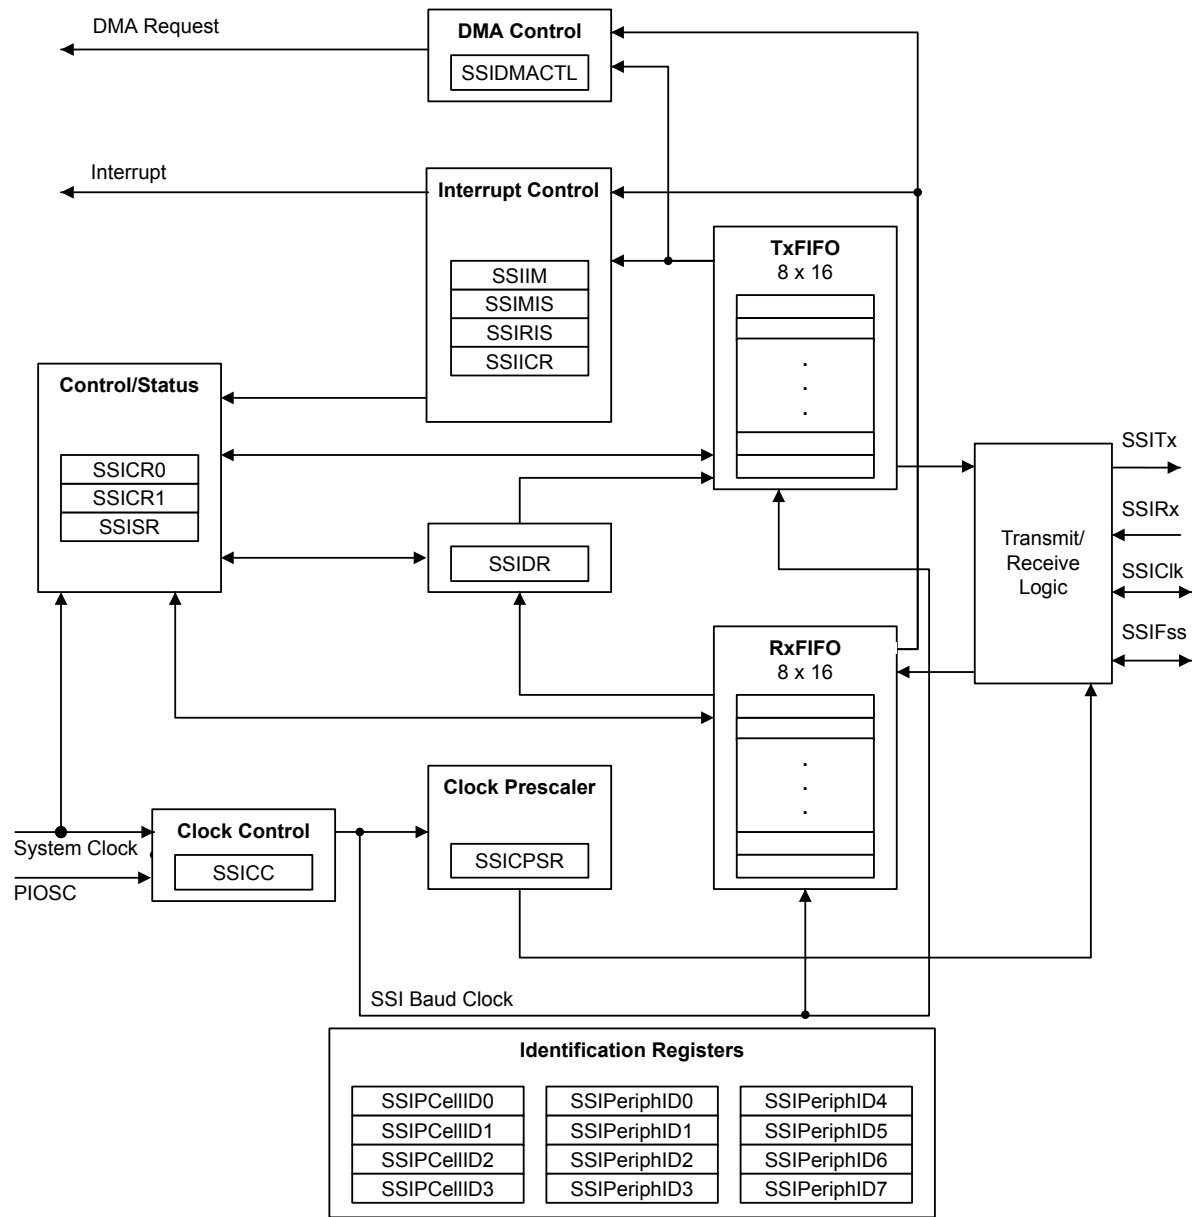 DMA Request
DMA Control
SSIDMACTL
Interrupt
Interrupt Control
SSIIM
SSIMIS
SSIRIS
SSIICR
TxFIFO
8 x 16
.
.
.
Control/Status
SSICR0
SSICR1
SSISR
SSIDR
Transmit/
Receive
Logic
SSITx
SSIRx
SSIClk
SSIFss
RxFIFO
8 x 16
.
.
.
Clock Prescaler
SSICPSR
Clock Control
SSICC
System Clock
PIOSC
SSI Baud Clock
Identification Registers
SSIPCellID0 SSIPeriphID0 SSIPeriphID4
SSIPCellID1 SSIPeriphID1 SSIPeriphID5
SSIPCellID2 SSIPeriphID2 SSIPeriphID6
SSIPCellID3 SSIPeriphID3 SSIPeriphID7